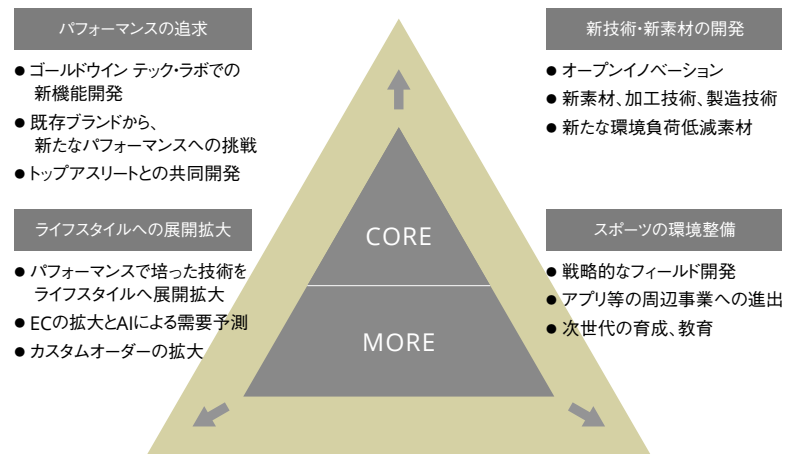 パフォーマンスの追求
● ゴールドウイン テック・ラボでの
新機能開発
● 既存ブランドから、
新たなパフォーマンスへの挑戦
● トップアスリートとの共同開発
ライフスタイルへの展開拡大
● パフォーマンスで培った技術を
ライフスタイルへ展開拡大
● ECの拡大とAIによる需要予測
● カスタムオーダーの拡大
CORE
MORE
新技術・新素材の開発
● オープンイノベーション
● 新素材、加工技術、製造技術
● 新たな環境負荷低減素材
スポーツの環境整備
● 戦略的なフィールド開発
● アプリ等の周辺事業への進出
● 次世代の育成、教育